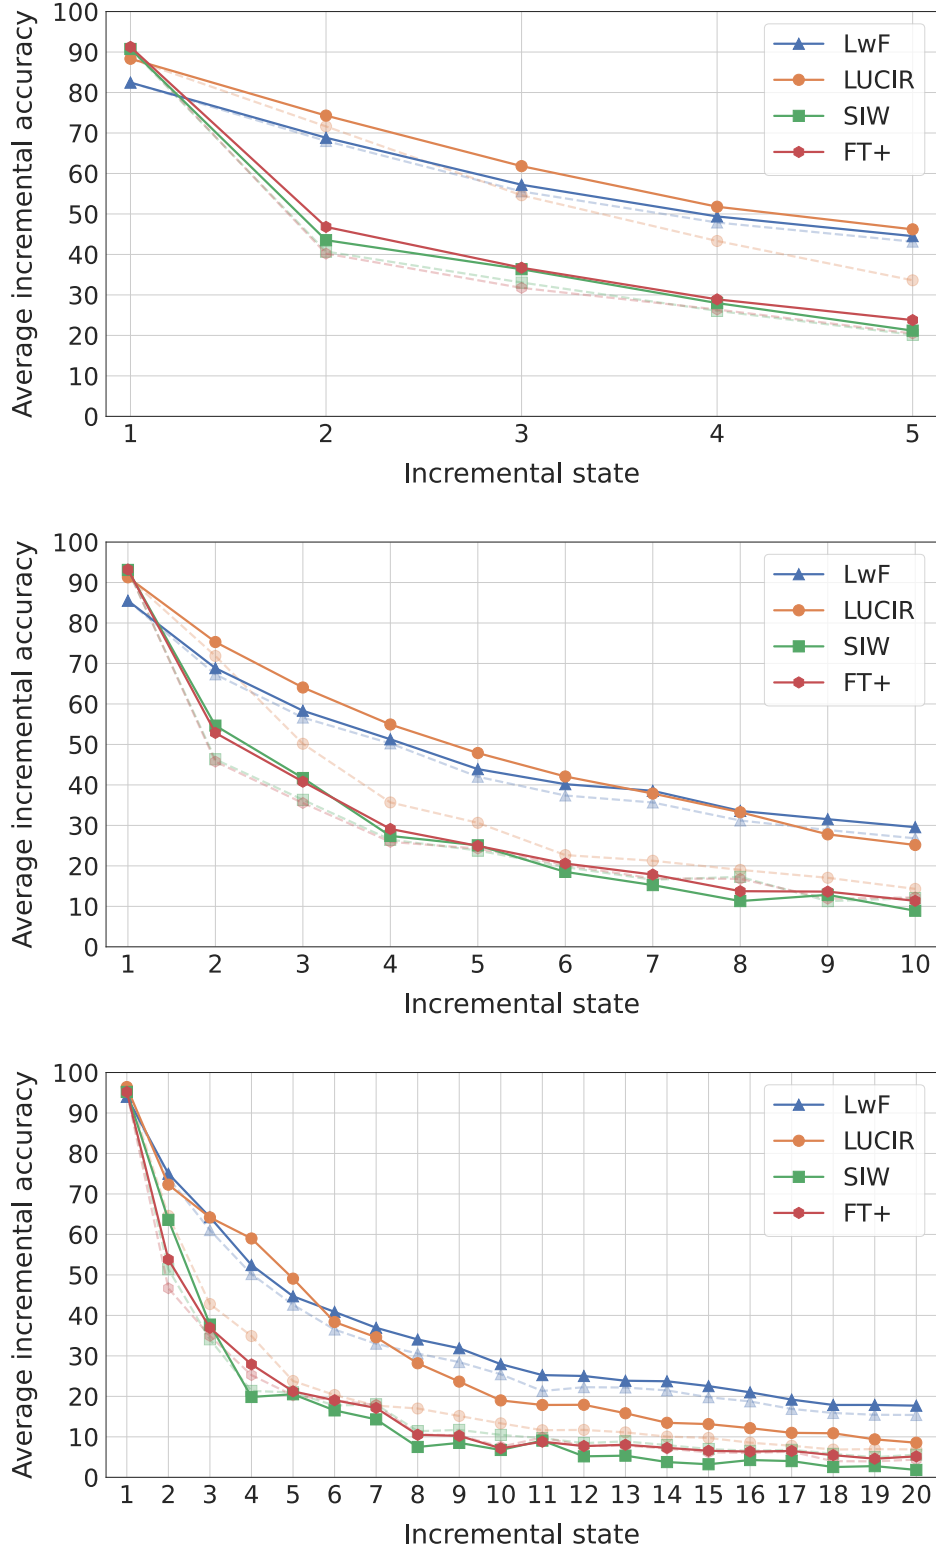 Average incremental accuracy
100
90
80
70
60
50
40
30
20
10
0
LwF
LUCIR
SIW
FT+
1 2 3 4 5
Incremental state
Average incremental accuracy
100
90
80
70
60
50
40
30
20
10
0
LwF
LUCIR
SIW
FT+
1 2 3 4 5 6 7 8 9 10
Incremental state
Average incremental accuracy
100
90
80
70
60
50
40
30
20
10
0
LwF
LUCIR
SIW
FT+
1 2 3 4 5 6 7 8 9 10 11 12 13 14 15 16 17 18 19 20
Incremental state